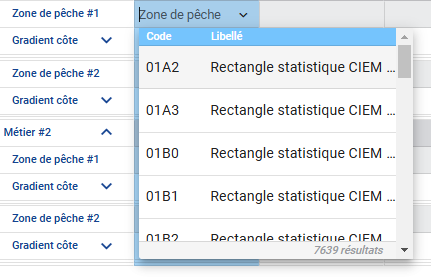 Zone de pêche #1
Zone de pêche
Gradient côte
Code Libellé
01A2 Rectangle statistique CIEM ...
Zone de pêche #2
Gradient côte
01A3 Rectangle statistique CIEM ...
Métier #2
01B0 Rectangle statistique CIEM ...
Zone de pêche #1
Gradient côte
01B1 Rectangle statistique CIEM ...
Zone de pêche #2
01B2 Rectangle statistique CIEM ...
Gradient côte
7639 résultats